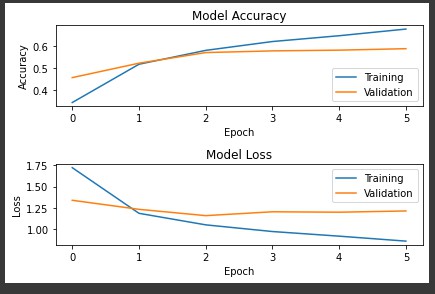 Model Accuracy
Accuracy
0.6
0.5
0.4
Training
Validation
0 1 2 3 4 5
Epoch
Model Loss
Loss
1.75
1.50
1.25
1.00
Training
Validation
0 1 2 3 4 5
Epoch